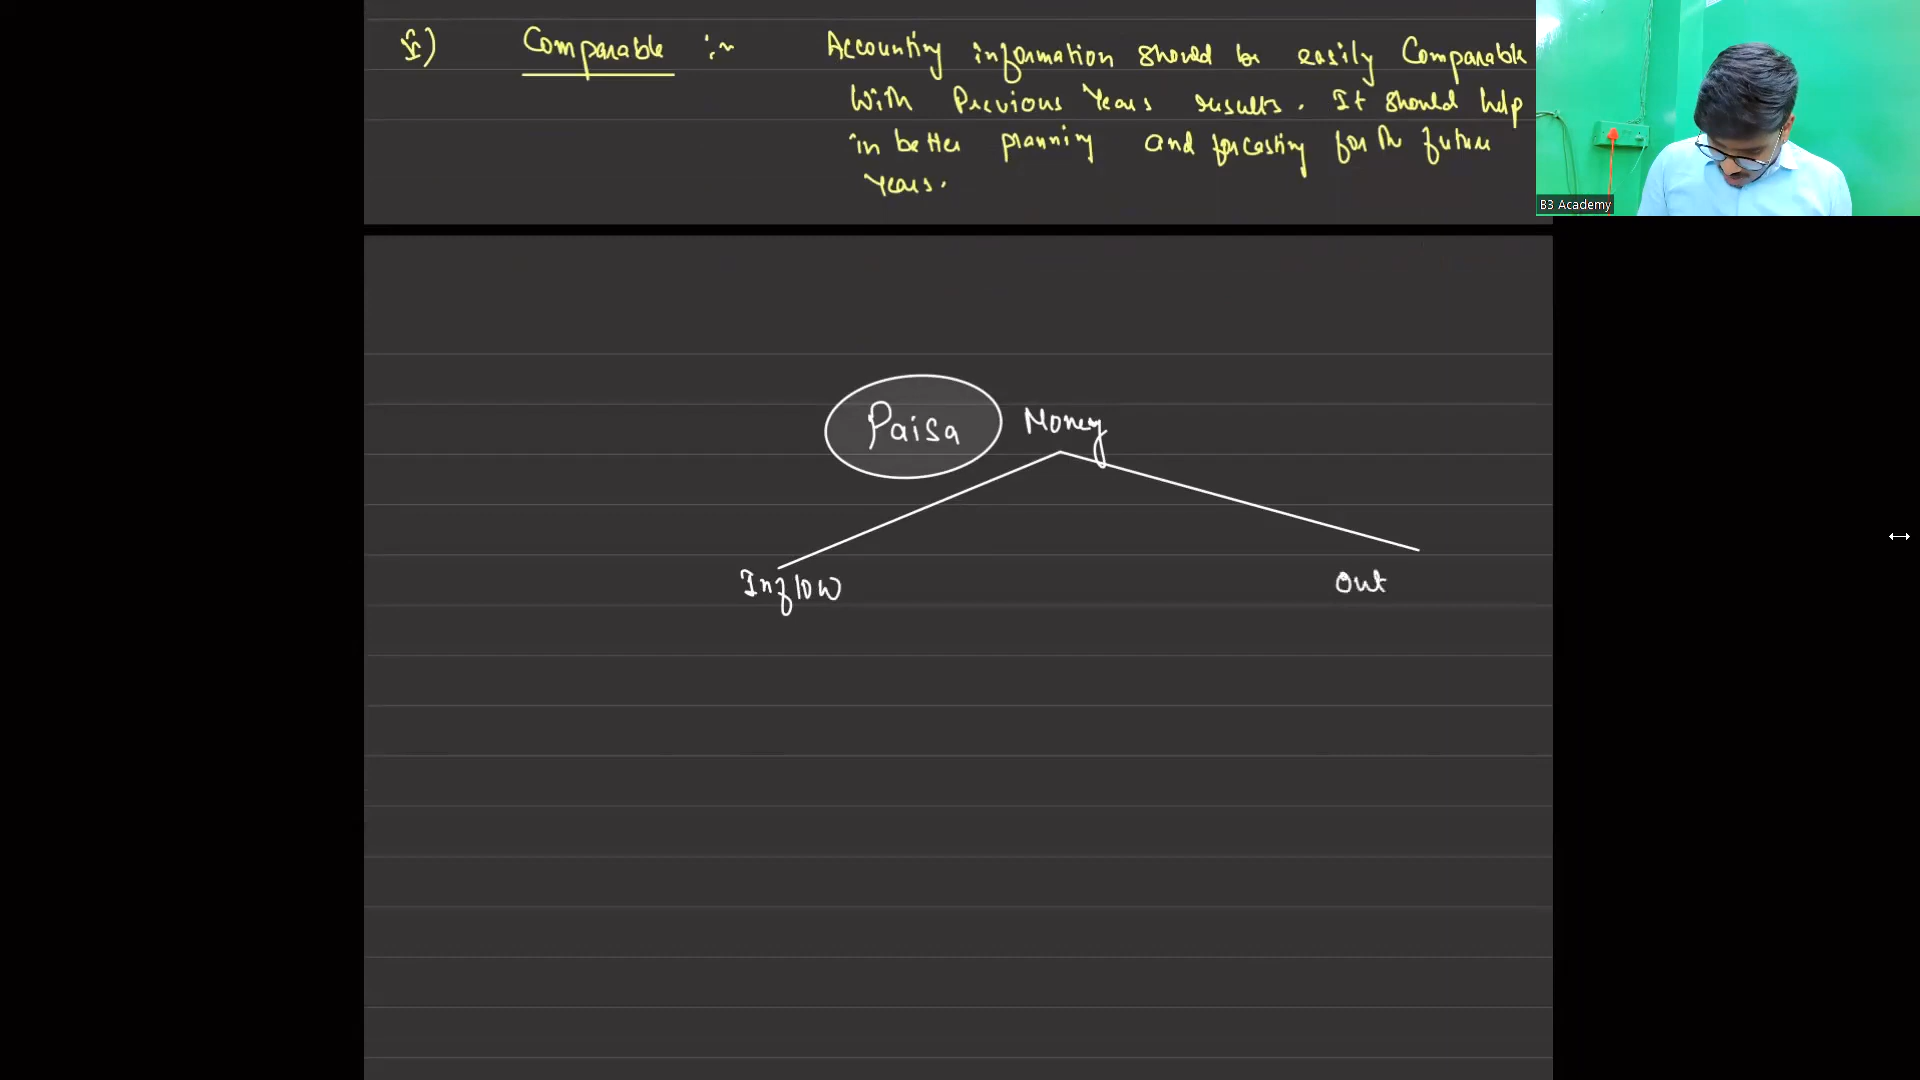 Comparable :~ Accounting information should be easily Comparable
With Previous Years results. It should help
in better planning and forcasting for the future
Years.
B3 Academy
Paisa Money
Inflow Out